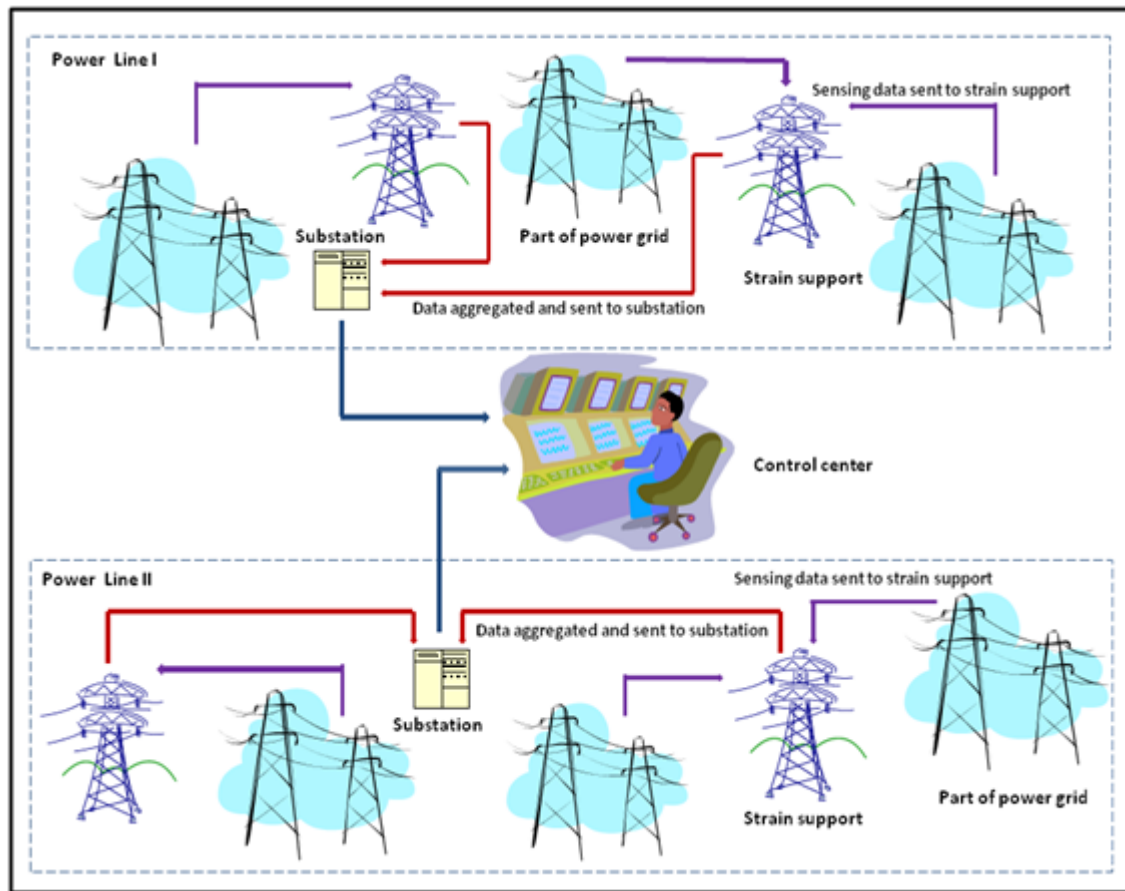 Power Line I
Sensing data sent to strain support
Substation
Part of power grid
Strain support
Data aggregated and sent to substation
Control center
Power Line II
Sensing data sent to strain support
Data aggregated and sent to substation
Substation
Strain support
Part of power grid